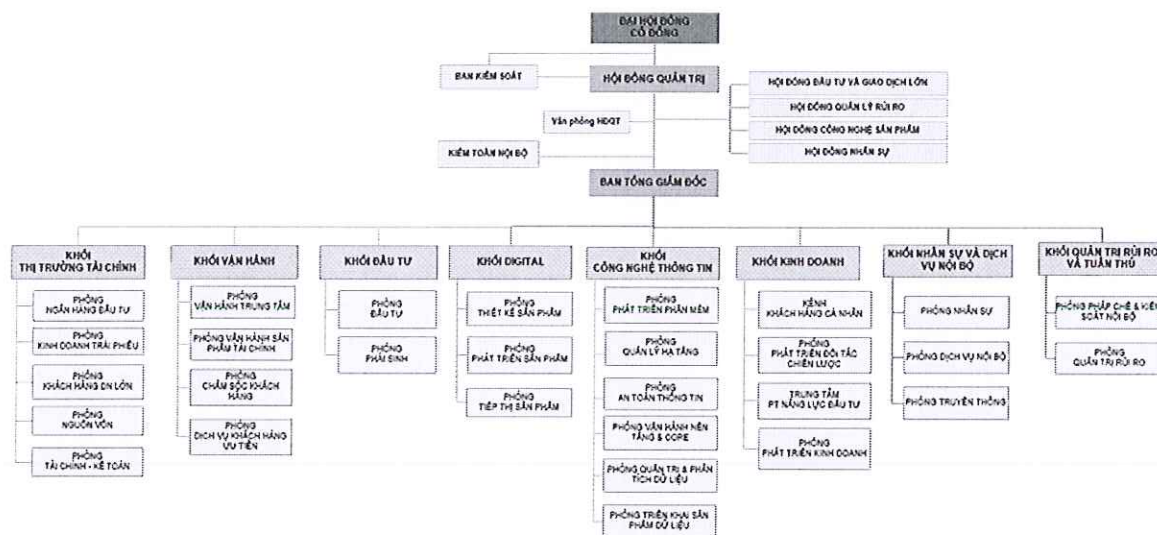 ĐẠI HỘI ĐỒNG
CỔ ĐÔNG
BAN KIỂM SOÁT
HỘI ĐỒNG QUẢN TRỊ
HỘI ĐỒNG ĐẦU TƯ VÀ GIAO DỊCH LỚN
HỘI ĐỒNG QUẢN LÝ RỦI RO
Văn phòng HĐQT
HỘI ĐỒNG CÔNG NGHỆ SẢN PHẨM
KIỂM TOÁN NỘI BỘ
HỘI ĐỒNG NHÂN SỰ
BAN TỔNG GIÁM ĐỐC
KHỐI
THỊ TRƯỜNG TÀI CHÍNH
PHÒNG
NGÂN HÀNG ĐẦU TƯ
PHÒNG
KINH DOANH TRÁI PHIẾU
PHÒNG
KHÁCH HÀNG DN LỚN
PHÒNG
NGUỒN VỐN
PHÒNG
TÀI CHÍNH - KẾ TOÁN
KHỐI VẬN HÀNH
PHÒNG
VẬN HÀNH TRUNG TÂM
PHÒNG VẬN HÀNH SẢN
PHẨM TÀI CHÍNH
PHÒNG
CHĂM SÓC KHÁCH
HÀNG
PHÒNG
DỊCH VỤ KHÁCH HÀNG
ƯU TIÊN
KHỐI ĐẦU TƯ
PHÒNG
ĐẦU TƯ
PHÒNG
PHÁI SINH
KHỐI DIGITAL
PHÒNG
THIẾT KẾ SẢN PHẨM
PHÒNG
PHÁT TRIỂN SẢN PHẨM
PHÒNG
TIẾP THỊ SẢN PHẨM
KHỐI
CÔNG NGHỆ THÔNG TIN
PHÒNG
PHÁT TRIỂN PHẦN MỀM
PHÒNG
QUẢN LÝ HẠ TẦNG
PHÒNG
AN TOÀN THÔNG TIN
PHÒNG VẬN HÀNH NỀN
TẢNG & CORE
PHÒNG QUẢN TRỊ & PHÂN
TÍCH DỮ LIỆU
PHÒNG TRIỂN KHAI SẢN
PHẨM DỮ LIỆU
KHỐI KINH DOANH
KÊNH
KHÁCH HÀNG CÁ NHÂN
PHÒNG
PHÁT TRIỂN ĐỐI TÁC
CHIẾN LƯỢC
TRUNG TÂM
PT NĂNG LỰC ĐẦU TƯ
PHÒNG
PHÁT TRIỂN KINH DOANH
KHỐI NHÂN SỰ VÀ DỊCH
VỤ NỘI BỘ
PHÒNG NHÂN SỰ
PHÒNG DỊCH VỤ NỘI BỘ
PHÒNG TRUYỀN THÔNG
KHỐI QUẢN TRỊ RỦI RO
VÀ TUÂN THỦ
PHÒNG PHÁP CHẾ & KIỂM
SOÁT NỘI BỘ
PHÒNG
QUẢN TRỊ RỦI RO